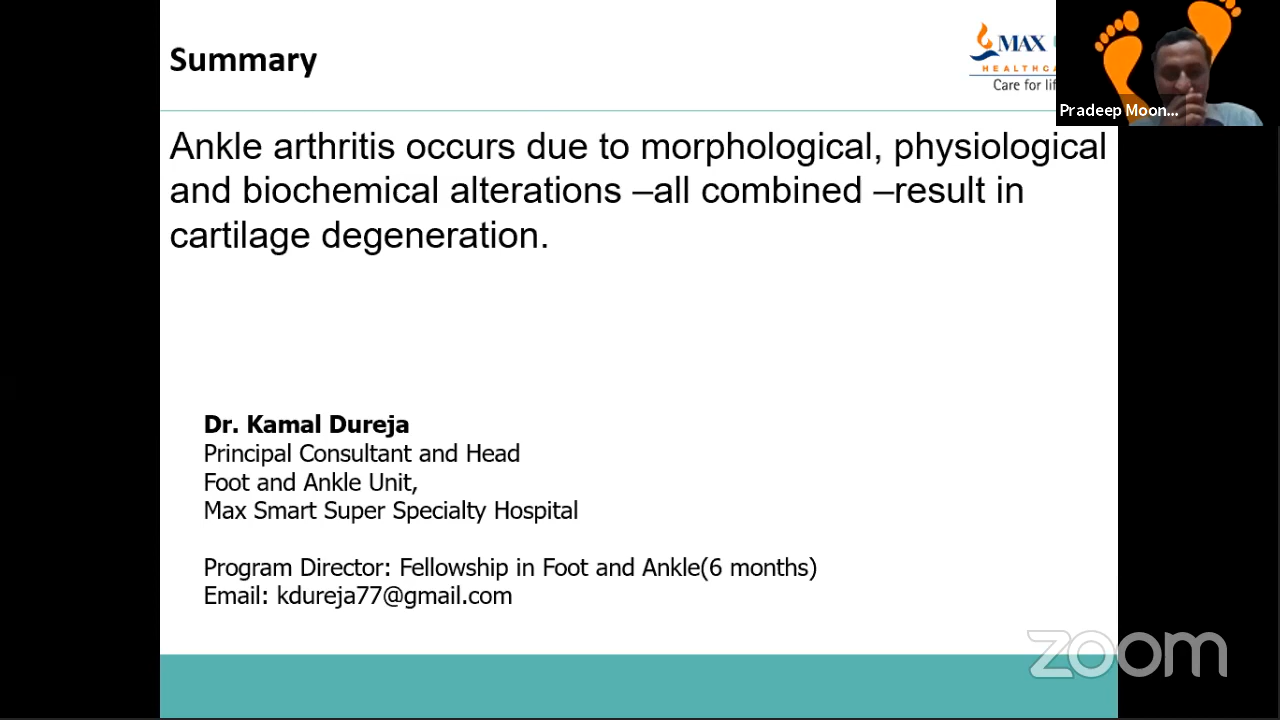 Summary
MAX
HEALTHCA
Care for lif
Pradeep Moon...
Ankle arthritis occurs due to morphological, physiological
and biochemical alterations –all combined –result in
cartilage degeneration.
Dr. Kamal Dureja
Principal Consultant and Head
Foot and Ankle Unit,
Max Smart Super Specialty Hospital
Program Director: Fellowship in Foot and Ankle(6 months)
Email: kdureja77@gmail.com
zoom